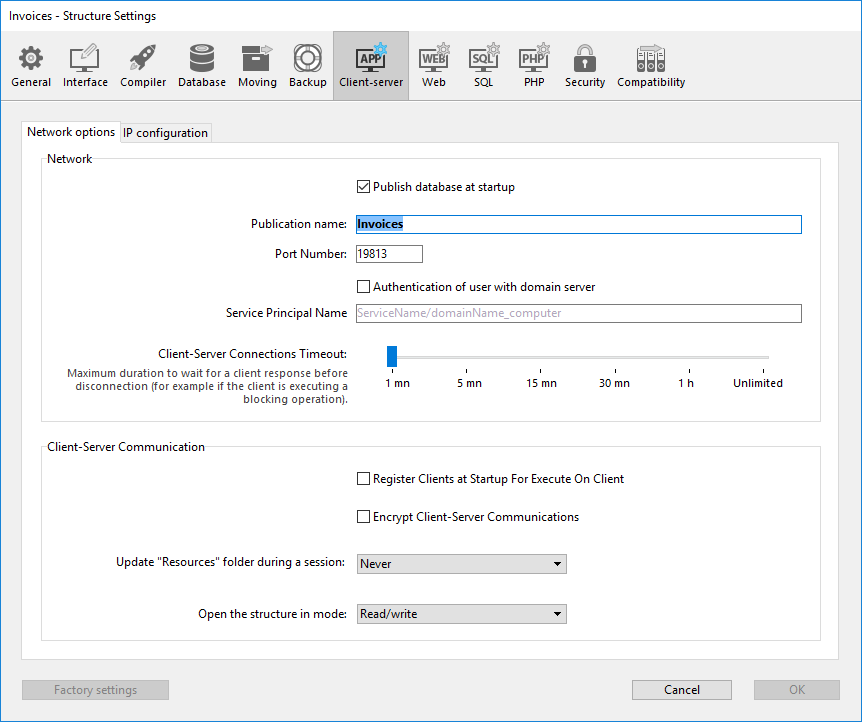 Invoices - Structure Settings
General Interface Compiler Database Moving Backup Client-server Web SQL PHP Security Compatibility
APP WEB SQL PHP
Network options IP configuration
Network
Publish database at startup
Publication name: Invoices
Port Number: 19813
Authentication of user with domain server
Service Principal Name ServiceName/domainName_computer
Client-Server Connections Timeout:
Maximum duration to wait for a client response before
disconnection (for example if the client is executing a
blocking operation).
1 mn 5 mn 15 mn 30 mn 1 h Unlimited
Client-Server Communication
Register Clients at Startup For Execute On Client
Encrypt Client-Server Communications
Update "Resources" folder during a session: Never
Open the structure in mode: Read/write
Factory settings Cancel OK